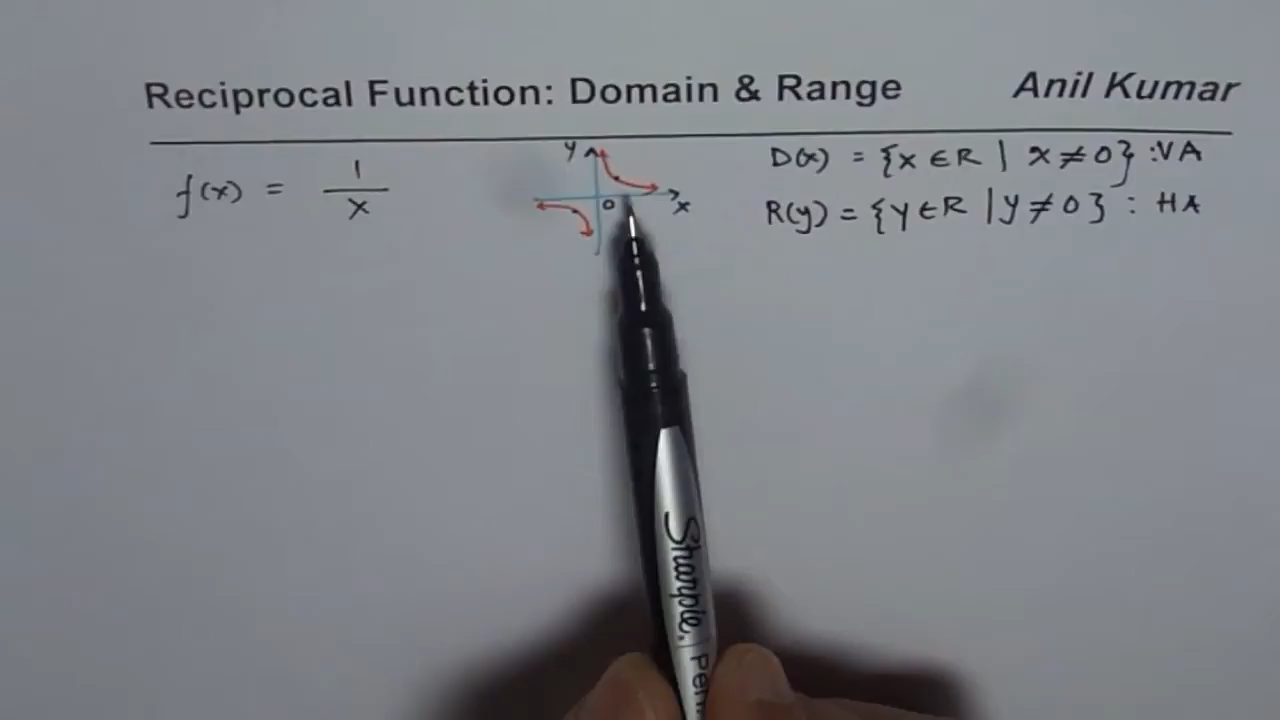 Reciprocal Function: Domain & Range Anil Kumar
f(x) = 1/x
y
0 x
D(x) = {x ∈ R | x ≠ 0} : VA
R(y) = {y ∈ R | y ≠ 0} : HA
Sharpie.